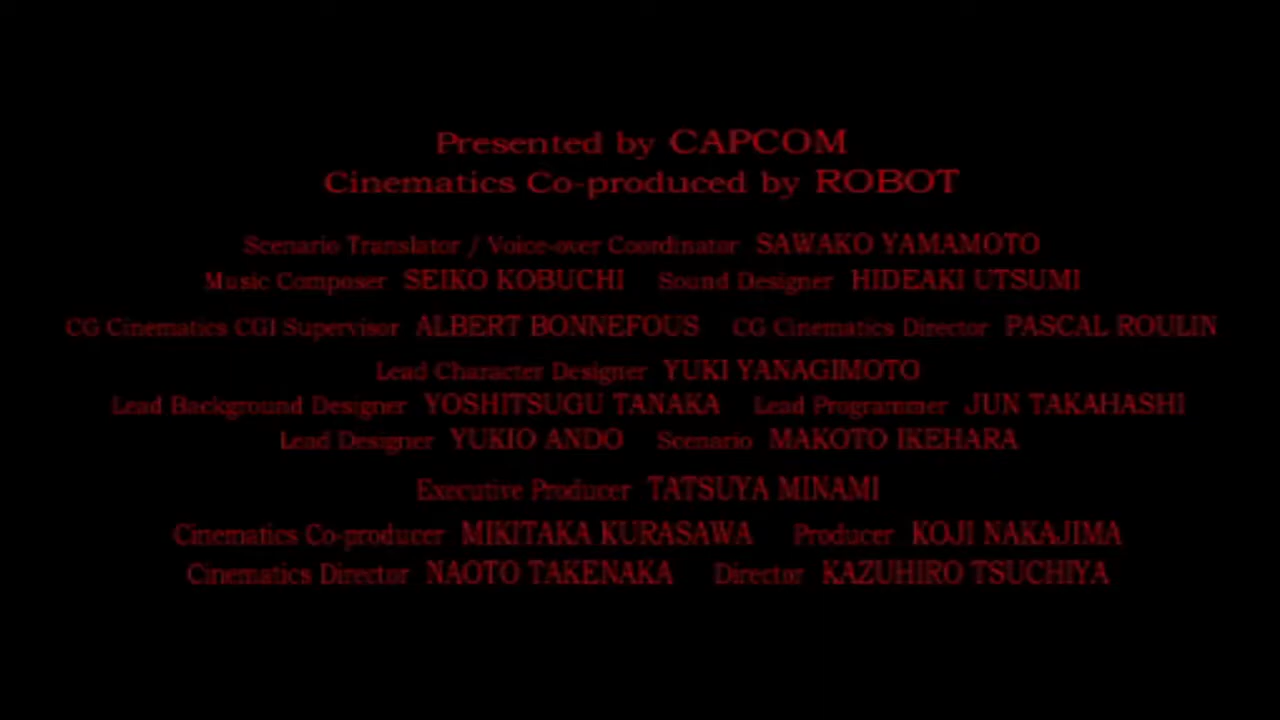 Presented by CAPCOM
Cinematics Co-produced by ROBOT
Scenario Translator / Voice-over Coordinator SAWAKO YAMAMOTO
Music Composer SEIKO KOBUCHI Sound Designer HIDEAKI UTSUMI
CG Cinematics CGI Supervisor ALBERT BONNEFOUS CG Cinematics Director PASCAL ROULIN
Lead Character Designer YUKI YANAGIMOTO
Lead Background Designer YOSHITSUGU TANAKA Lead Programmer JUN TAKAHASHI
Lead Designer YUKIO ANDO Scenario MAKOTO IKEHARA
Executive Producer TATSUYA MINAMI
Cinematics Co-producer MIKITAKA KURASAWA Producer KOJI NAKAJIMA
Cinematics Director NAOTO TAKENAKA Director KAZUHIRO TSUCHIYA